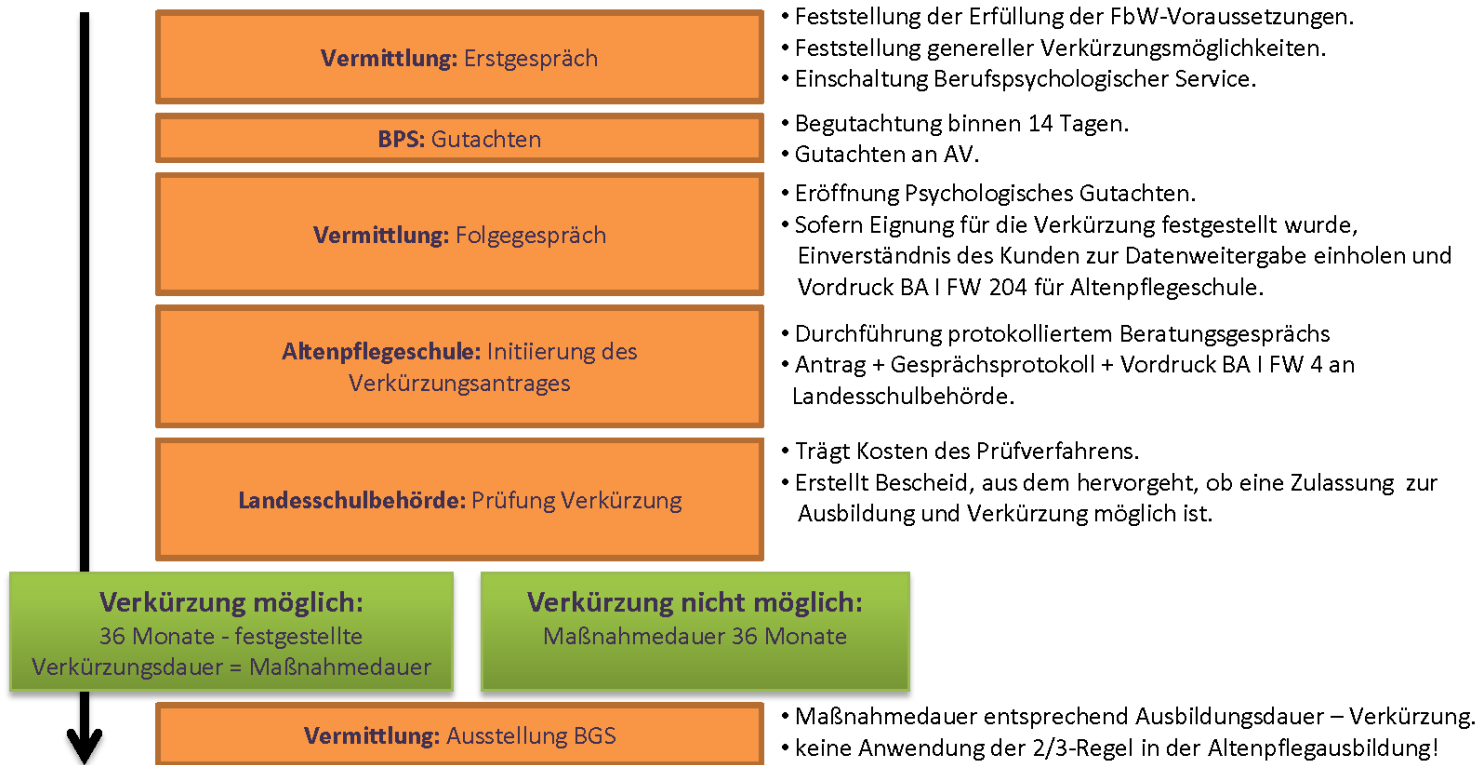 Vermittlung: Erstgespräch
• Feststellung der Erfüllung der FbW-Voraussetzungen.
• Feststellung genereller Verkürzungsmöglichkeiten.
• Einschaltung Berufspsychologischer Service.
BPS: Gutachten
• Begutachtung binnen 14 Tagen.
• Gutachten an AV.
Vermittlung: Folgegespräch
• Eröffnung Psychologisches Gutachten.
• Sofern Eignung für die Verkürzung festgestellt wurde,
Einverständnis des Kunden zur Datenweitergabe einholen und
Vordruck BA I FW 204 für Altenpflegeschule.
Altenpflegeschule: Initiierung des
Verkürzungsantrages
• Durchführung protokolliertem Beratungsgesprächs
• Antrag + Gesprächsprotokoll + Vordruck BA I FW 4 an
Landesschulbehörde.
Landesschulbehörde: Prüfung Verkürzung
• Trägt Kosten des Prüfverfahrens.
• Erstellt Bescheid, aus dem hervorgeht, ob eine Zulassung zur
Ausbildung und Verkürzung möglich ist.
Verkürzung möglich:
36 Monate - festgestellte
Verkürzungsdauer = Maßnahmedauer
Verkürzung nicht möglich:
Maßnahmedauer 36 Monate
Vermittlung: Ausstellung BGS
• Maßnahmedauer entsprechend Ausbildungsdauer – Verkürzung.
• keine Anwendung der 2/3-Regel in der Altenpflegausbildung!